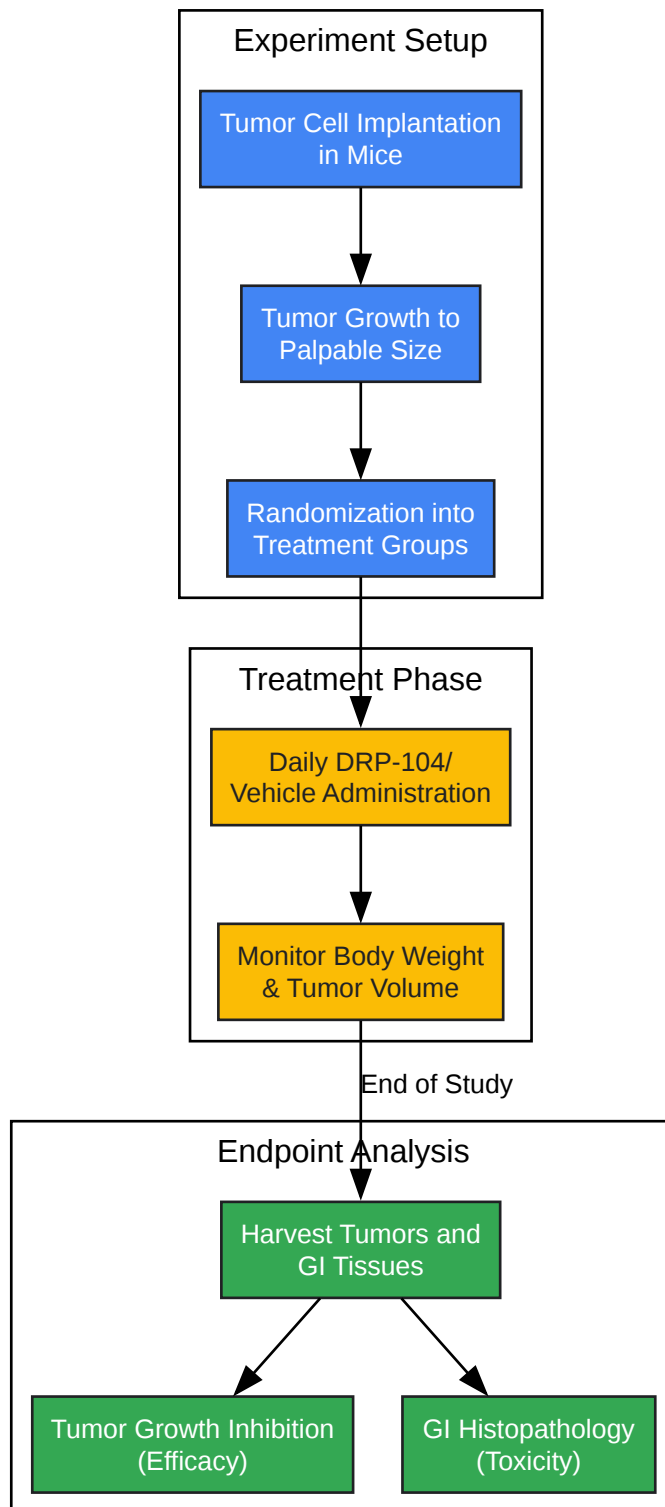 Experiment Setup
Tumor Cell Implantation
in Mice
Tumor Growth to
Palpable Size
Randomization into
Treatment Groups
Treatment Phase
Daily DRP-104/
Vehicle Administration
Monitor Body Weight
& Tumor Volume
End of Study
Endpoint Analysis
Harvest Tumors and
GI Tissues
Tumor Growth Inhibition
(Efficacy)
GI Histopathology
(Toxicity)